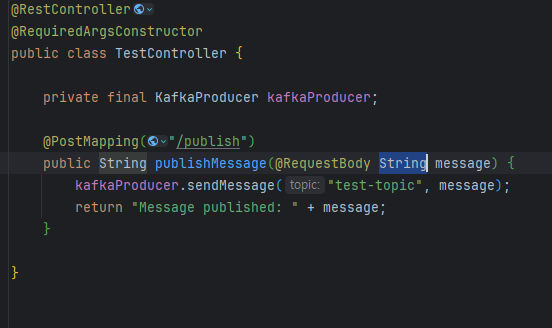 @RestController
@RequiredArgsConstructor
public class TestController {
private final KafkaProducer kafkaProducer;
@PostMapping("/publish")
public String publishMessage(@RequestBody String message) {
kafkaProducer.sendMessage( topic: "test-topic", message);
return "Message published: " + message;
}
}